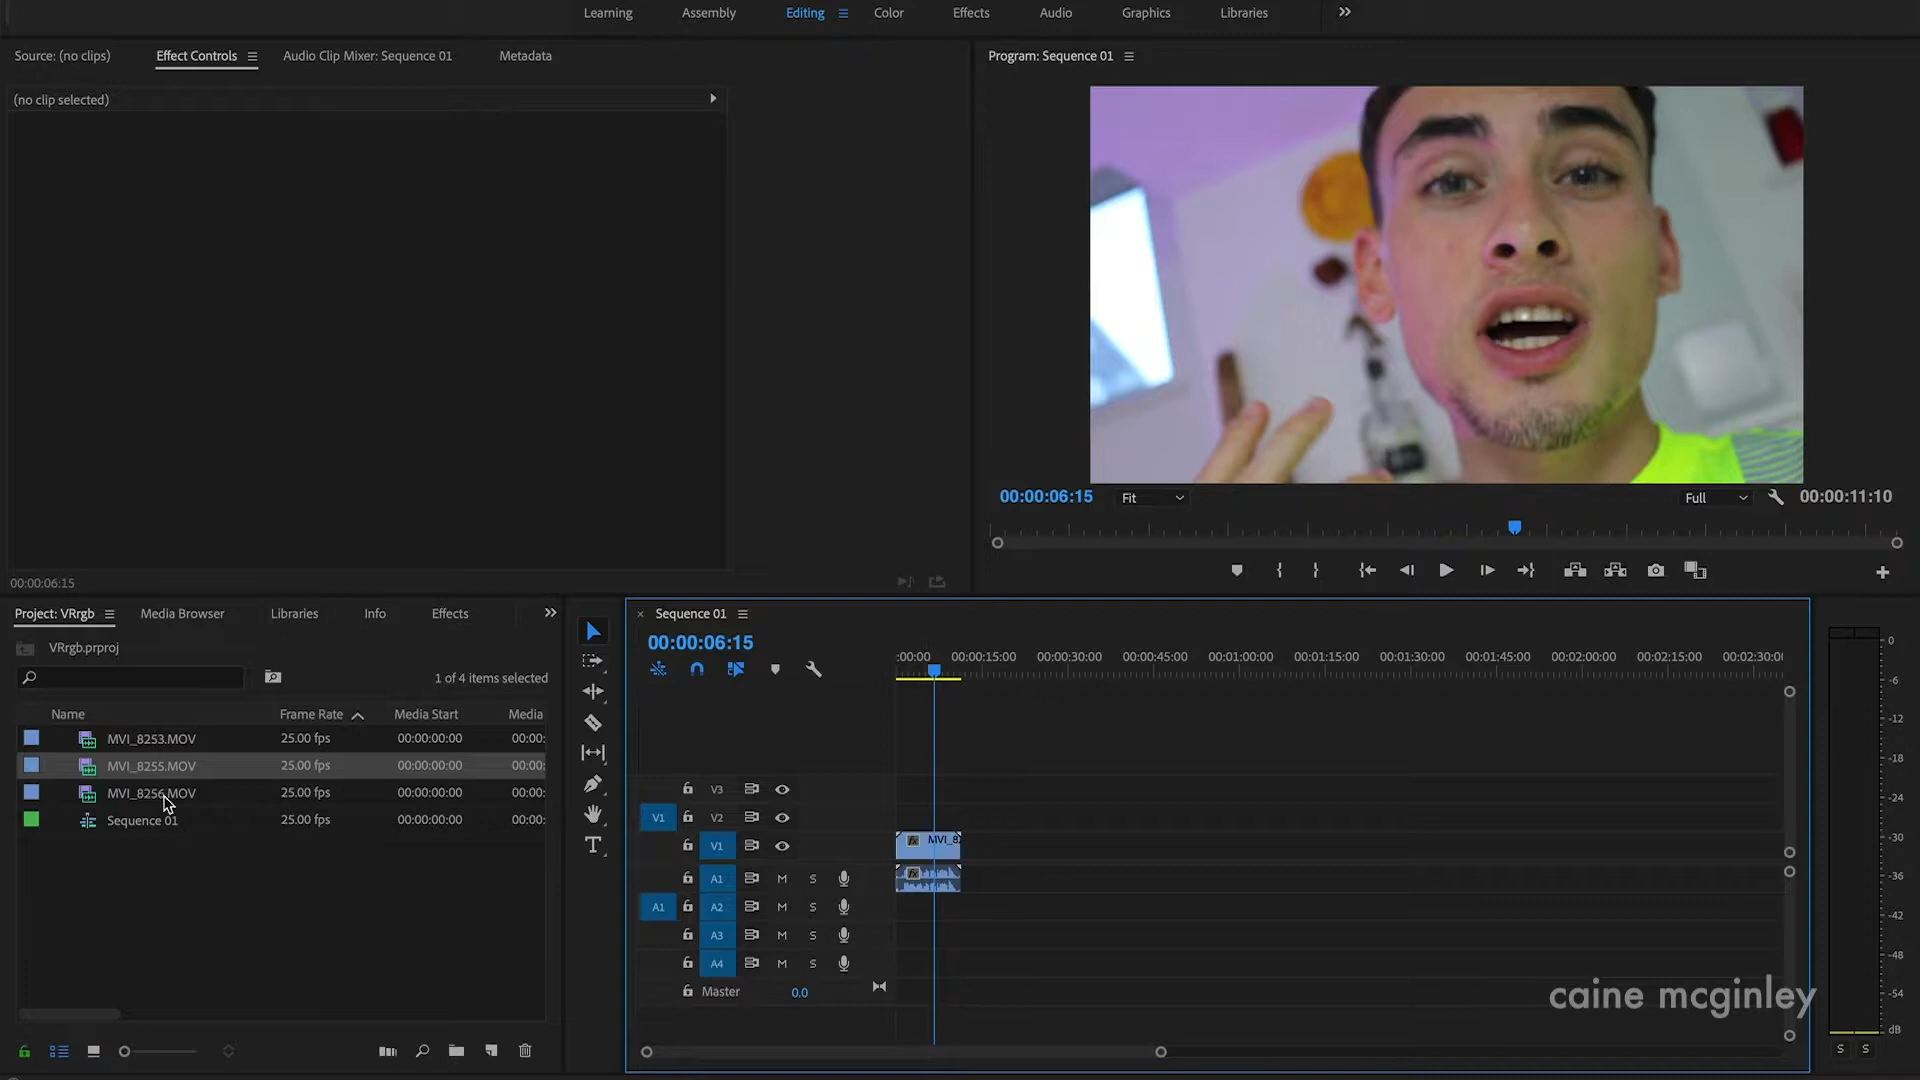 Learning Assembly Editing Color Effects Audio Graphics Libraries
Source: (no clips) Effect Controls Audio Clip Mixer: Sequence 01 Metadata
Program: Sequence 01
(no clip selected)
00:00:06:15 Fit Full 00:00:11:10
00:00:06:15
Project: VRrgb Media Browser Libraries Info Effects
VRrgb.prproj
1 of 4 items selected
Name Frame Rate Media Start Media
MVI_8253.MOV 25.00 fps 00:00:00:00 00:00:
MVI_8255.MOV 25.00 fps 00:00:00:00 00:00:
MVI_8256.MOV 25.00 fps 00:00:00:00 00:00:
Sequence 01 25.00 fps 00:00:00:00 00:00:
Sequence 01
00:00:06:15
:00:00 00:00:15:00 00:00:30:00 00:00:45:00 00:01:00:00 00:01:15:00 00:01:30:00 00:01:45:00 00:02:00:00 00:02:15:00 00:02:30:00
V3
V1 V2
V1 fx MVI_82
A1 M S fx
A1 A2 M S
A3 M S
A4 M S
Master 0.0
0
-6
-12
-18
-24
-30
-36
-42
-48
-54
dB
S S
caine mcginley